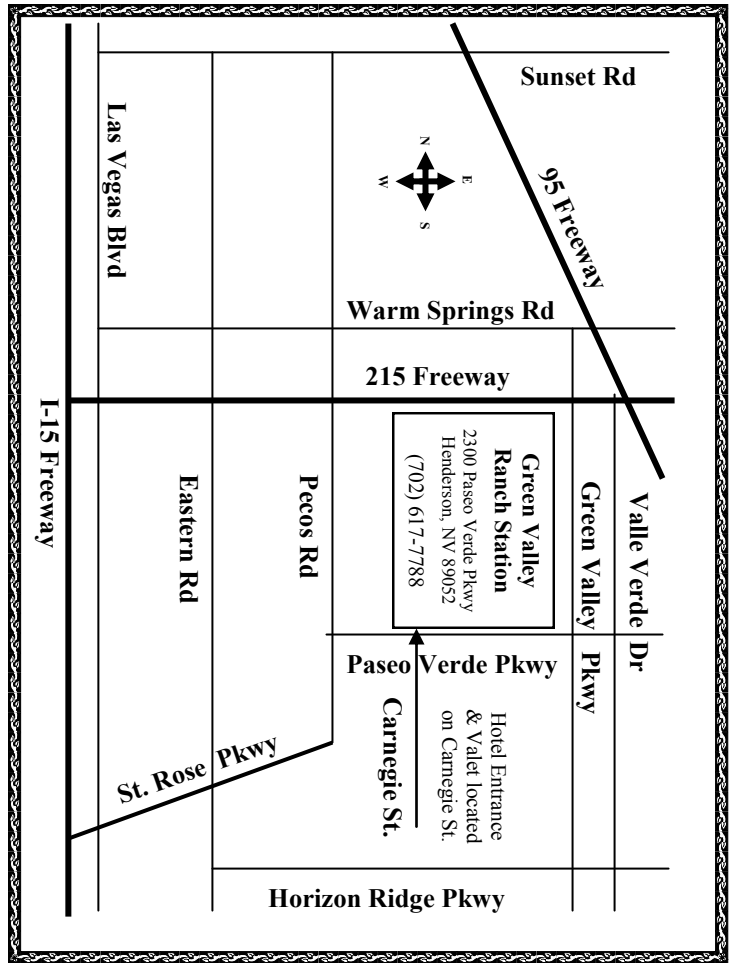 Sunset Rd
95 Freeway
Las Vegas Blvd
N
E
W
S
Warm Springs Rd
215 Freeway
I-15 Freeway
Eastern Rd
Pecos Rd
Green Valley
Ranch Station
2300 Paseo Verde Pkwy
Henderson, NV 89052
(702) 617-7788
Green Valley Pkwy
Valle Verde Dr
Paseo Verde Pkwy
Carnegie St.
Hotel Entrance
& Valet located
on Carnegie St.
St. Rose Pkwy
Horizon Ridge Pkwy